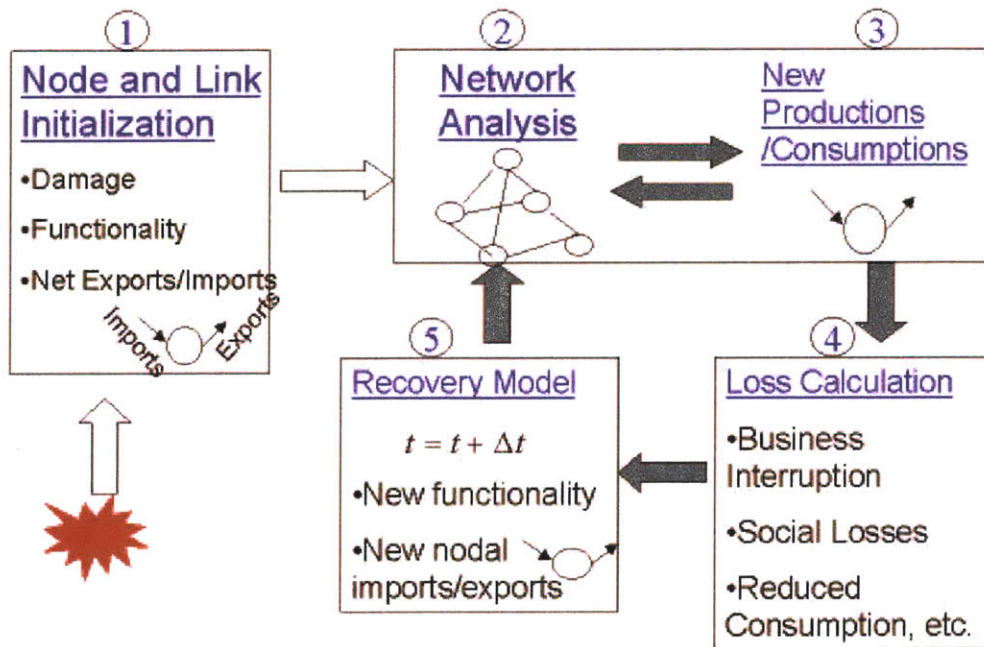 1
Node and Link
Initialization
•Damage
•Functionality
•Net Exports/Imports
Imports
Exports
2
Network
Analysis
3
New
Productions
/Consumptions
4
Loss Calculation
•Business
Interruption
•Social Losses
•Reduced
Consumption, etc.
5
Recovery Model
t = t + Δt
•New functionality
•New nodal
imports/exports